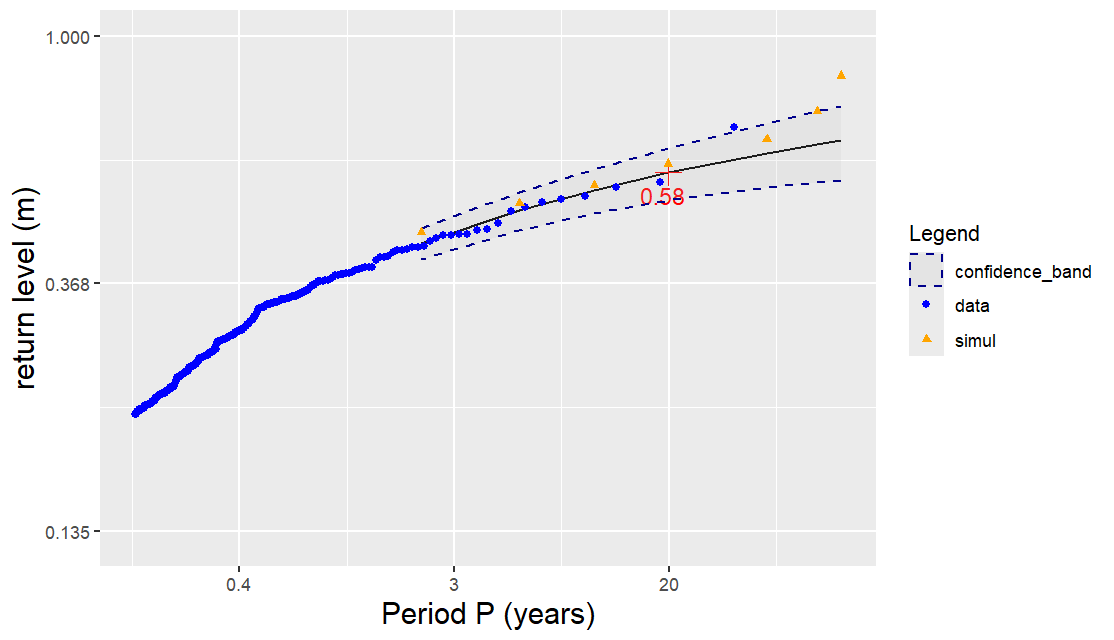 1.000
0.368
0.135
return level (m)
0.58
0.4
3
20
Period P (years)
Legend
confidence_band
data
simul